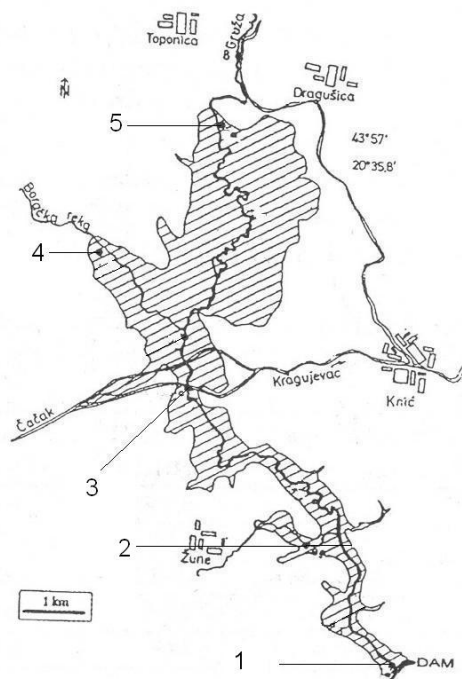 Toponica
Gruža
Dragušica
N
5
43°57'
20°35,8'
Boračka reka
4
Kragujevac
Knić
Čačak
3
2
Žune
1 km
1
DAM